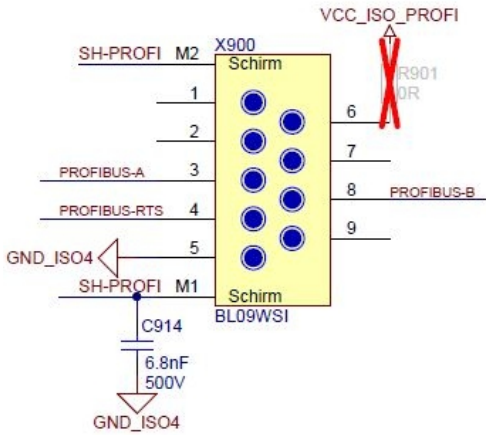 VCC_ISO_PROFI
X900
SH-PROFI M2 Schirm
R901
0R
1
6
2
7
PROFIBUS-A 3
8 PROFIBUS-B
PROFIBUS-RTS 4
9
GND_ISO4 5
SH-PROFI M1 Schirm
BL09WSI
C914
6.8nF
500V
GND_ISO4